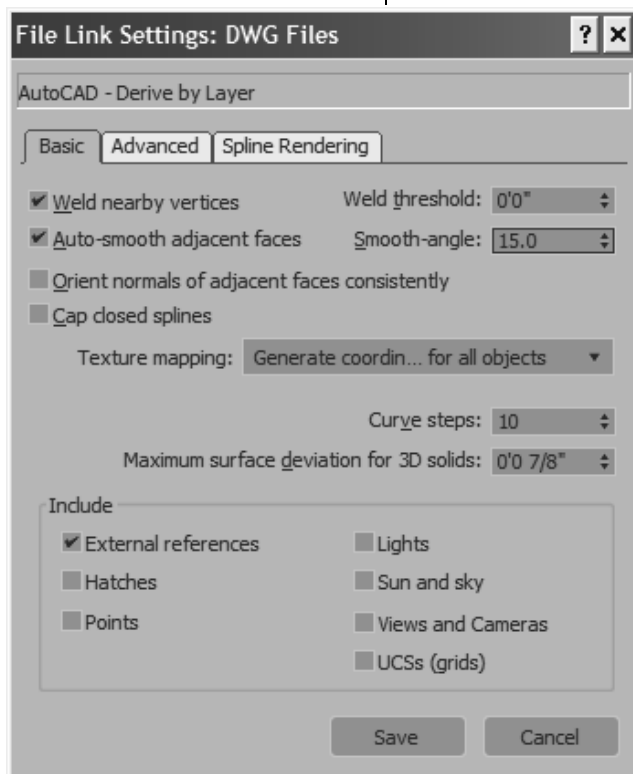 File Link Settings: DWG Files ? ×
AutoCAD - Derive by Layer
Basic Advanced Spline Rendering
Weld nearby vertices Weld threshold: 0'0"
Auto-smooth adjacent faces Smooth-angle: 15.0
Orient normals of adjacent faces consistently
Cap closed splines
Texture mapping: Generate coordin... for all objects
Curve steps: 10
Maximum surface deviation for 3D solids: 0'0 7/8"
Include
External references Lights
Hatches Sun and sky
Points Views and Cameras
UCSs (grids)
Save Cancel